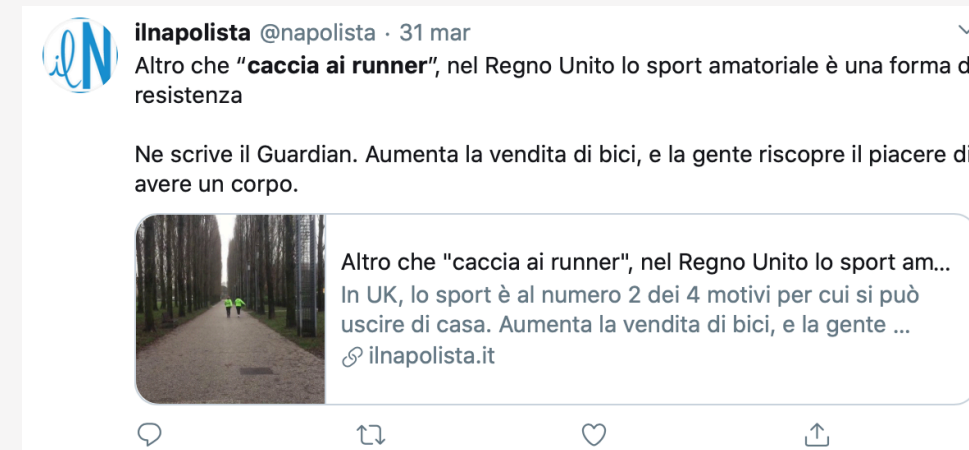 ilnapolista @napolista · 31 mar
Altro che “caccia ai runner”, nel Regno Unito lo sport amatoriale è una forma d
resistenza
Ne scrive il Guardian. Aumenta la vendita di bici, e la gente riscopre il piacere di
avere un corpo.
Altro che "caccia ai runner", nel Regno Unito lo sport am...
In UK, lo sport è al numero 2 dei 4 motivi per cui si può
uscire di casa. Aumenta la vendita di bici, e la gente ...
ilnapolista.it
ilN